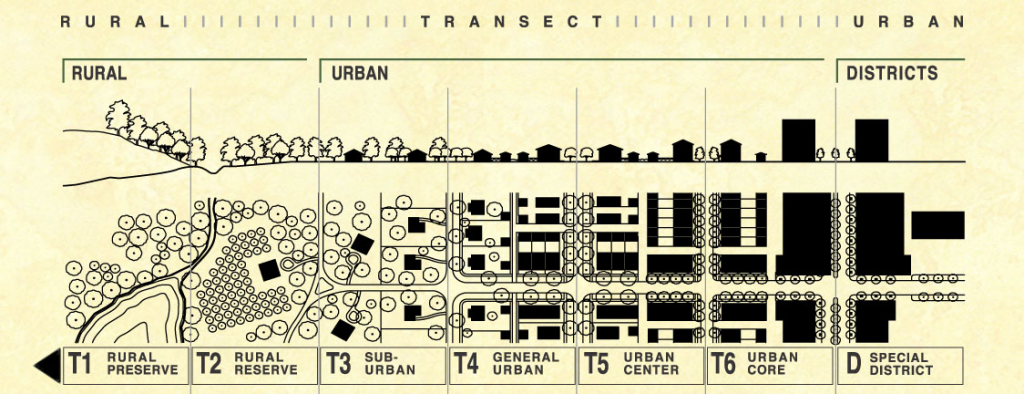 RURAL TRANSECT URBAN
RURAL URBAN DISTRICTS
T1 RURAL PRESERVE
T2 RURAL RESERVE
T3 SUB-URBAN
T4 GENERAL URBAN
T5 URBAN CENTER
T6 URBAN CORE
D SPECIAL DISTRICT